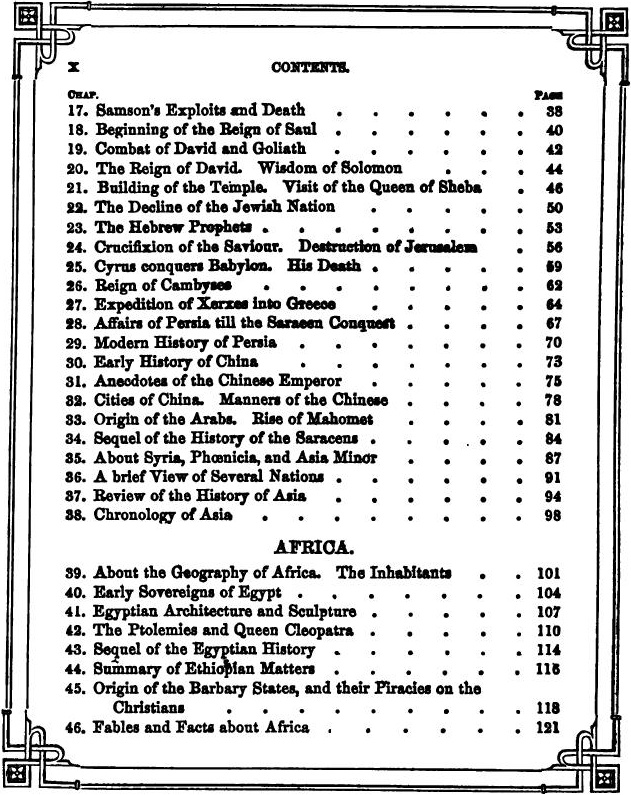 X CONTENTS.
CHAP. PAGE
17. Samson's Exploits and Death . . . . . . 38
18. Beginning of the Reign of Saul . . . . . . 40
19. Combat of David and Goliath . . . . . . 42
20. The Reign of David. Wisdom of Solomon . . . 44
21. Building of the Temple. Visit of the Queen of Sheba . 46
22. The Decline of the Jewish Nation . . . . . 50
23. The Hebrew Prophets . . . . . . . . 53
24. Crucifixion of the Saviour. Destruction of Jerusalem . 56
25. Cyrus conquers Babylon. His Death . . . . . 59
26. Reign of Cambyses . . . . . . . . 62
27. Expedition of Xerxes into Greece . . . . . 64
28. Affairs of Persia till the Saracen Conquest . . . . 67
29. Modern History of Persia . . . . . . . 70
30. Early History of China . . . . . . . 73
31. Anecdotes of the Chinese Emperor . . . . . 75
32. Cities of China. Manners of the Chinese . . . . 78
33. Origin of the Arabs. Rise of Mahomet . . . . 81
34. Sequel of the History of the Saracens . . . . . 84
35. About Syria, Phœnicia, and Asia Minor . . . . 87
36. A brief View of Several Nations . . . . . . 91
37. Review of the History of Asia . . . . . . 94
38. Chronology of Asia . . . . . . . . 98
AFRICA.
39. About the Geography of Africa. The Inhabitants . . 101
40. Early Sovereigns of Egypt . . . . . . . 104
41. Egyptian Architecture and Sculpture . . . . . 107
42. The Ptolemies and Queen Cleopatra . . . . . 110
43. Sequel of the Egyptian History . . . . . . 114
44. Summary of Ethiopian Matters . . . . . . 116
45. Origin of the Barbary States, and their Piracies on the
Christians . . . . . . . . . 118
46. Fables and Facts about Africa . . . . . . 121